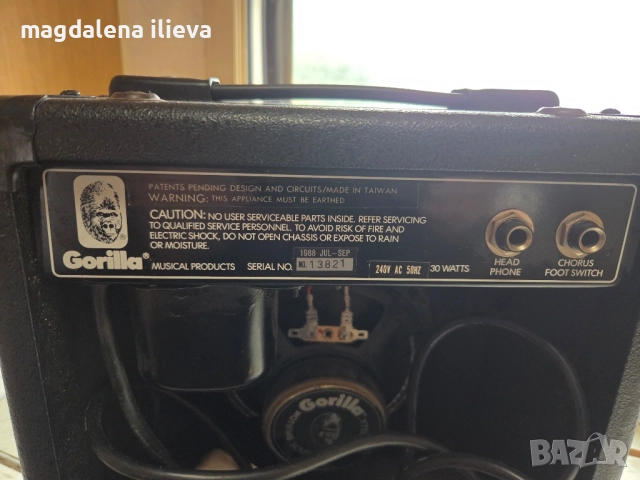 magdalena ilieva
PATENTS PENDING DESIGN AND CIRCUITS/MADE IN TAIWAN
WARNING: THIS APPLIANCE MUST BE EARTHED
CAUTION: NO USER SERVICEABLE PARTS INSIDE. REFER SERVICING
TO QUALIFIED SERVICE PERSONNEL. TO AVOID RISK OF FIRE AND
ELECTRIC SHOCK, DO NOT OPEN CHASSIS OR EXPOSE TO RAIN
OR MOISTURE.
Gorilla® MUSICAL PRODUCTS SERIAL NO. 1988 JUL-SEP
NO. 13821 240V AC 50HZ 30 WATTS
HEAD
PHONE
CHORUS
FOOT SWITCH
Gorilla
BAZAR